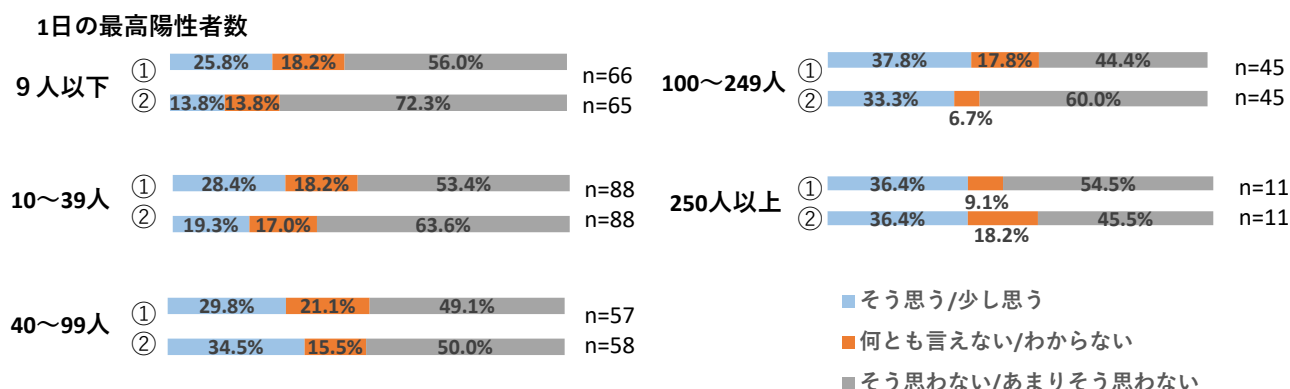 1日の最高陽性者数
９人以下
①
25.8% 18.2% 56.0%
n=66
②
13.8% 13.8% 72.3%
n=65
10〜39人
①
28.4% 18.2% 53.4%
n=88
②
19.3% 17.0% 63.6%
n=88
40〜99人
①
29.8% 21.1% 49.1%
n=57
②
34.5% 15.5% 50.0%
n=58
100〜249人
①
37.8% 17.8% 44.4%
n=45
②
33.3% 6.7% 60.0%
n=45
250人以上
①
36.4% 9.1% 54.5%
n=11
②
36.4% 18.2% 45.5%
n=11
そう思う/少し思う
何とも言えない/わからない
そう思わない/あまりそう思わない